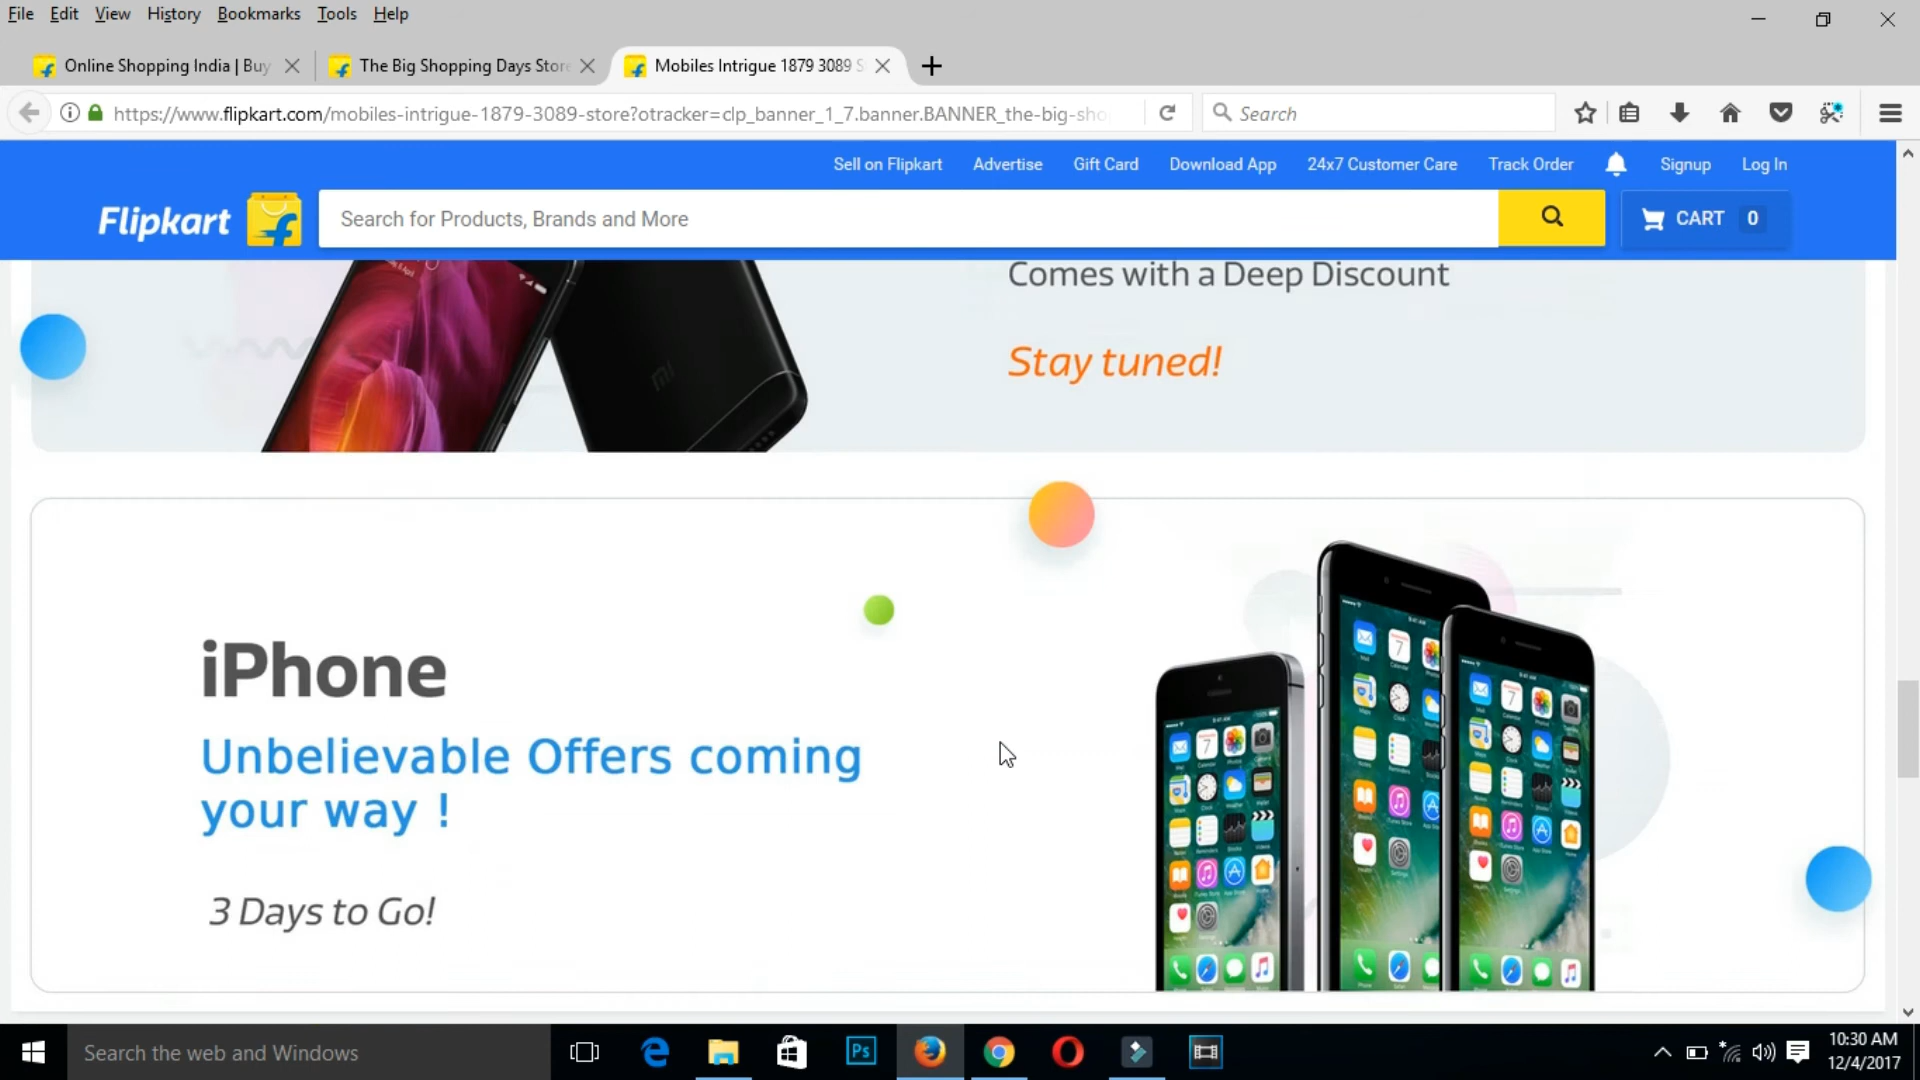 File Edit View History Bookmarks Tools Help
Online Shopping India | Buy
The Big Shopping Days Store
Mobiles Intrigue 1879 3089 S
https://www.flipkart.com/mobiles-intrigue-1879-3089-store?otracker=clp_banner_1_7.banner.BANNER_the-big-sho
Search
Sell on Flipkart Advertise Gift Card Download App 24x7 Customer Care Track Order Signup Log In
Flipkart
Search for Products, Brands and More
CART 0
Comes with a Deep Discount
Stay tuned!
iPhone
Unbelievable Offers coming
your way !
3 Days to Go!
Search the web and Windows
Ps
10:30 AM
12/4/2017